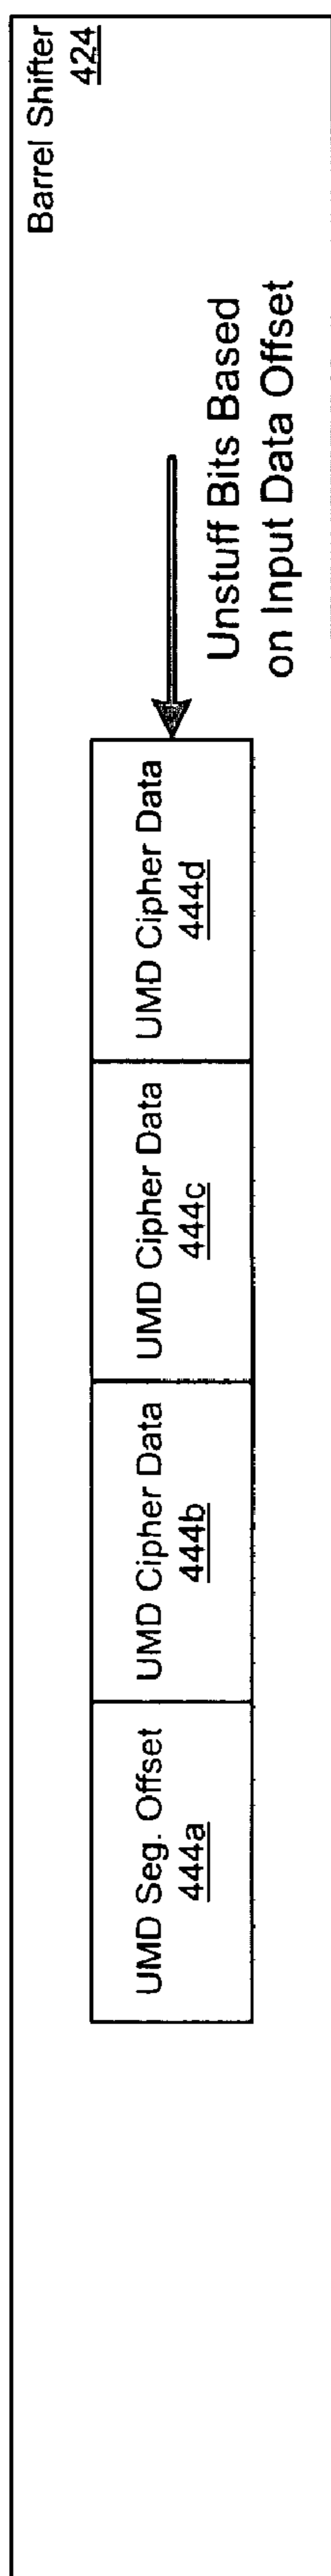 Barrel Shifter
424
UMD Seg. Offset
444a
UMD Cipher Data
444b
UMD Cipher Data
444c
UMD Cipher Data
444d
Unstuff Bits Based
on Input Data Offset